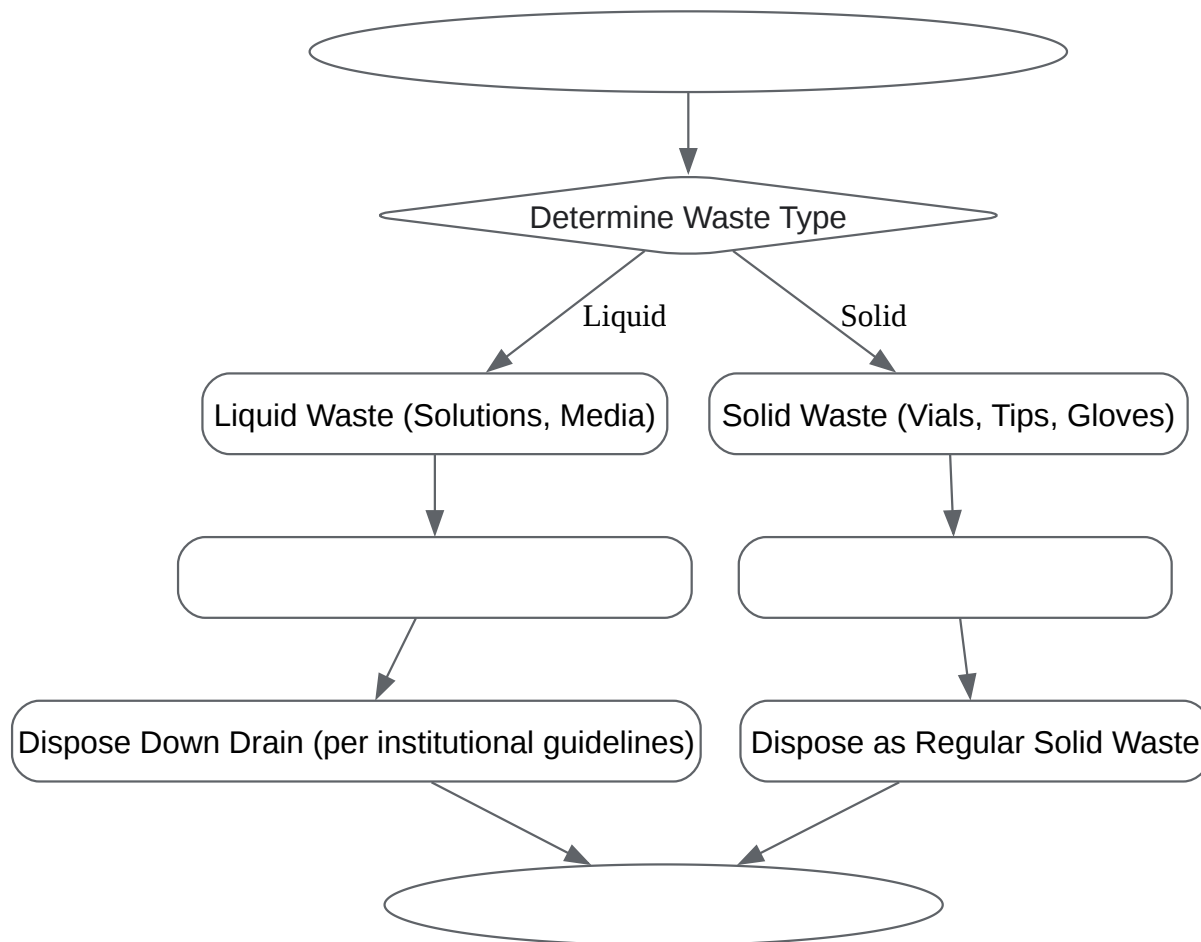 Determine Waste Type
Liquid
Solid
Liquid Waste (Solutions, Media)
Solid Waste (Vials, Tips, Gloves)
Dispose Down Drain (per institutional guidelines)
Dispose as Regular Solid Waste